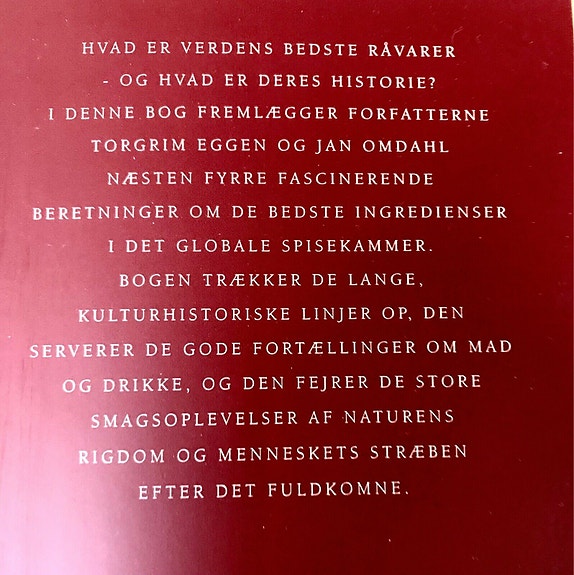 HVAD ER VERDENS BEDSTE RÅVARER
- OG HVAD ER DERES HISTORIE?
I DENNE BOG FREMLÆGGER FORFATTERNE
TORGRIM EGGEN OG JAN OMDAHL
NÆSTEN FYRRE FASCINERENDE
BERETNINGER OM DE BEDSTE INGREDIENSER
I DET GLOBALE SPISEKAMMER.
BOGEN TRÆKKER DE LANGE,
KULTURHISTORISKE LINJER OP, DEN
SERVERER DE GODE FORTÆLLINGER OM MAD
OG DRIKKE, OG DEN FEJRER DE STORE
SMAGSOPLEVELSER AF NATURENS
RIGDOM OG MENNESKETS STRÆBEN
EFTER DET FULDKOMNE.